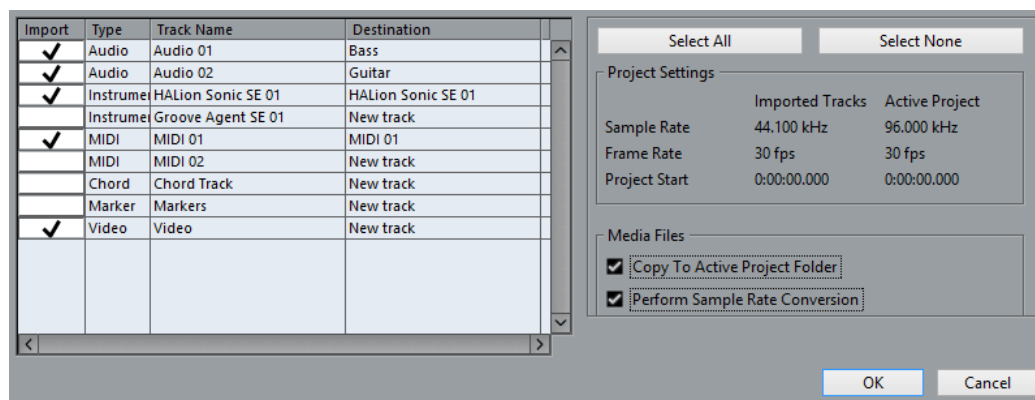 Import Type Track Name Destination
Audio Audio 01 Bass
Audio Audio 02 Guitar
Instrumer HALion Sonic SE 01 HALion Sonic SE 01
Instrumer Groove Agent SE 01 New track
MIDI MIDI 01 MIDI 01
MIDI MIDI 02 New track
Chord Chord Track New track
Marker Markers New track
Video Video New track
Select All Select None
Project Settings
Imported Tracks Active Project
Sample Rate 44.100 kHz 96.000 kHz
Frame Rate 30 fps 30 fps
Project Start 0:00:00.000 0:00:00.000
Media Files
Copy To Active Project Folder
Perform Sample Rate Conversion
OK Cancel